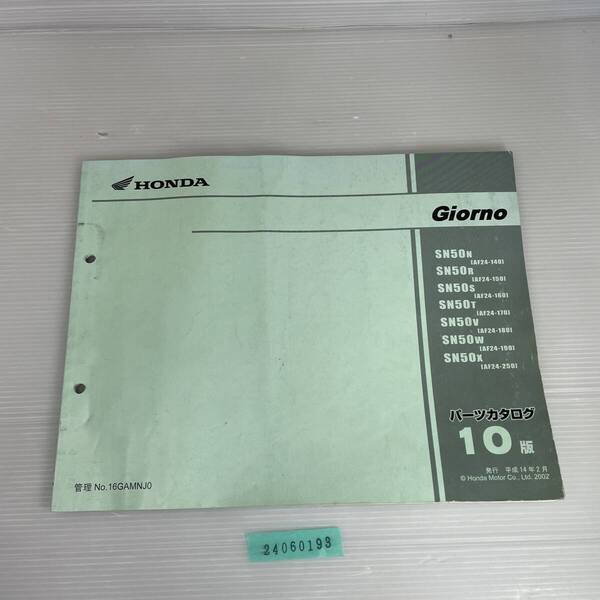 HONDA
Giorno
SN50N
(AF24-140)
SN50R
(AF24-150)
SN50S
(AF24-160)
SN50T
(AF24-170)
SN50V
(AF24-180)
SN50W
(AF24-190)
SN50X
(AF24-250)
パーツカタログ
10版
発行 平成14年2月
© Honda Motor Co., Ltd. 2002
管理 No.16GAMNJ0
24060193